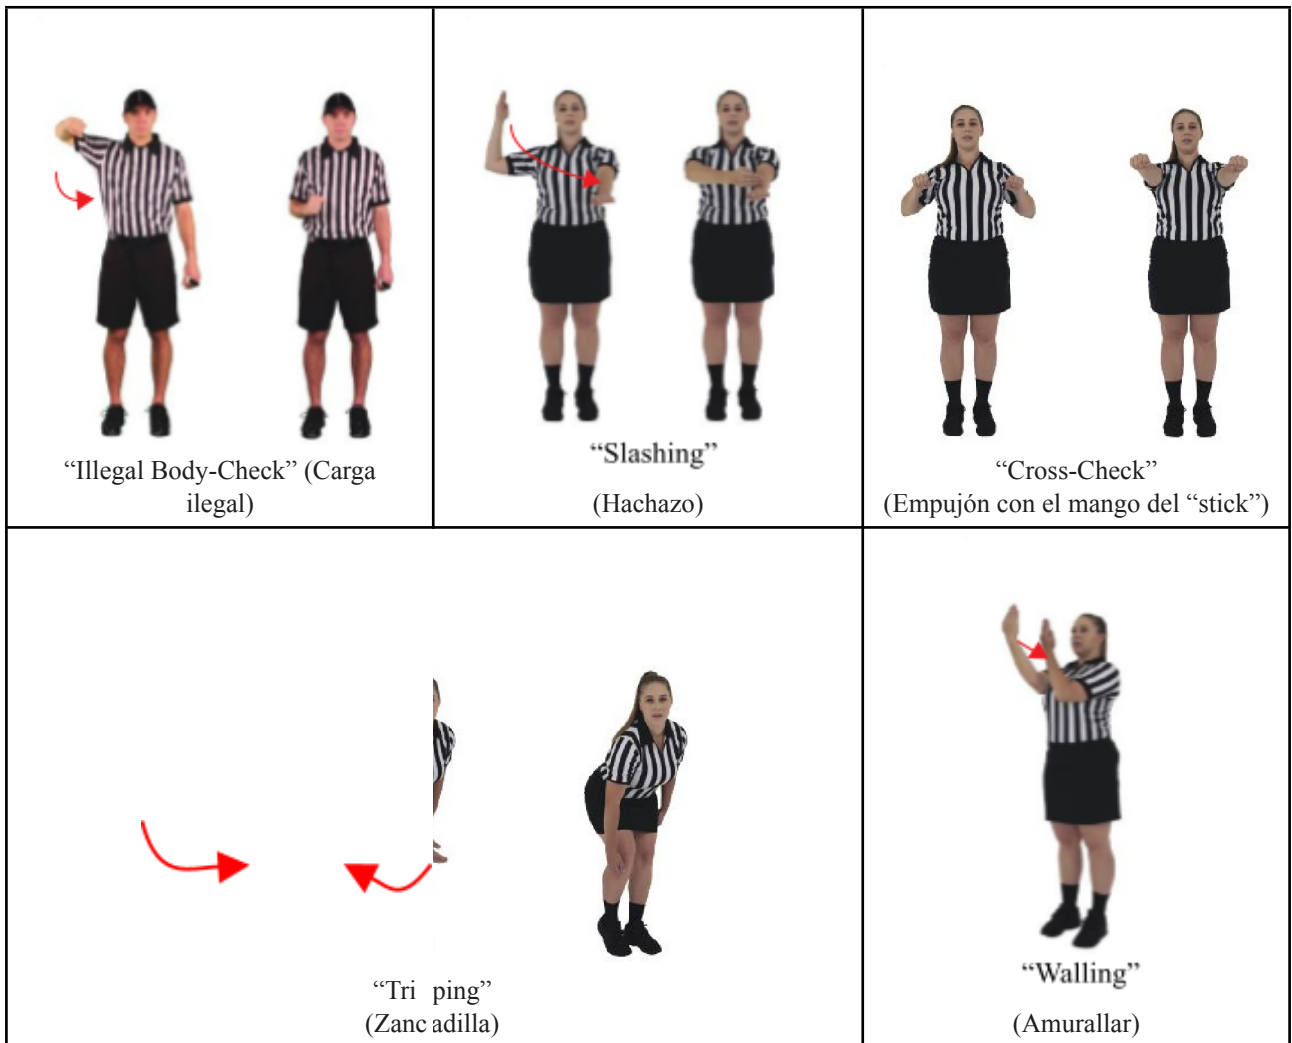 “Illegal Body-Check” (Carga
ilegal)
“Slashing”
(Hachazo)
“Cross-Check”
(Empujón con el mango del “stick”)
“Tri ping”
(Zanc adilla)
“Walling”
(Amurallar)